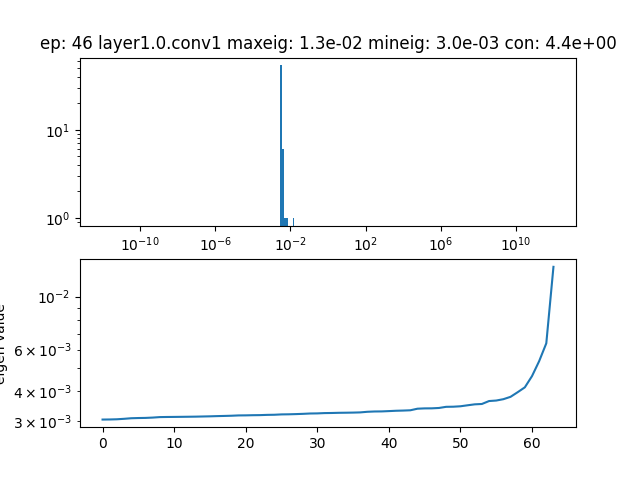 ep: 46 layer1.0.conv1 maxeig: 1.3e-02 mineig: 3.0e-03 con: 4.4e+00
10¹
10⁰
10⁻¹⁰ 10⁻⁶ 10⁻² 10² 10⁶ 10¹⁰
eigen value
10⁻²
6 × 10⁻³
4 × 10⁻³
3 × 10⁻³
0 10 20 30 40 50 60